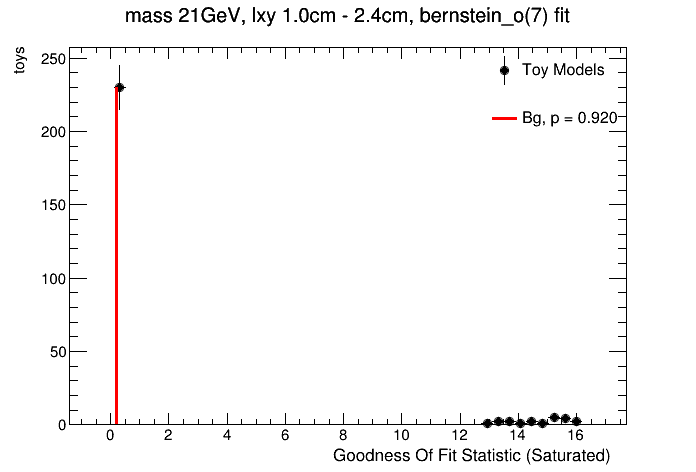 mass 21GeV, lxy 1.0cm - 2.4cm, bernstein_o(7) fit
toys
250
200
150
100
50
0
Toy Models
Bg, p = 0.920
0 2 4 6 8 10 12 14 16
Goodness Of Fit Statistic (Saturated)